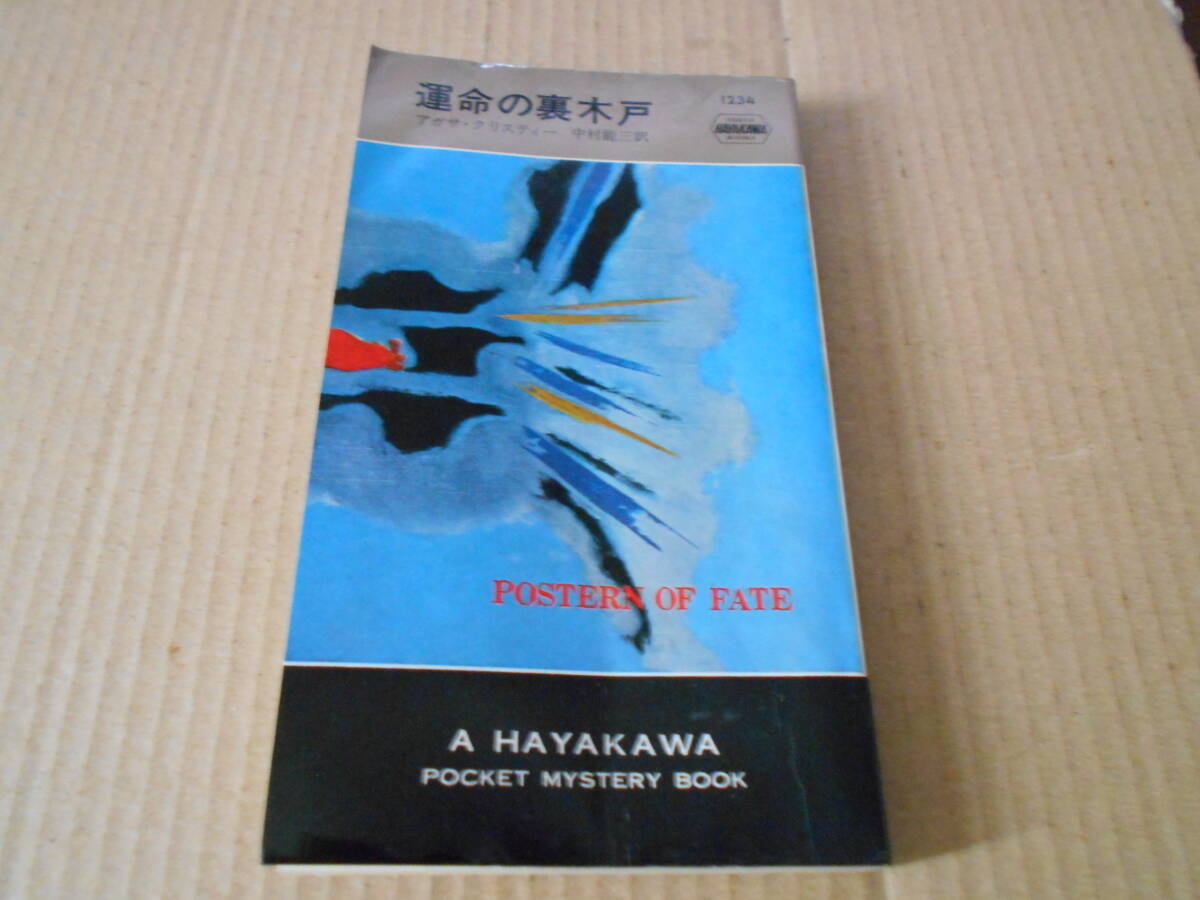 運命の裏木戸
アガサ・クリスティー 中村能三訳
1234
HAYAKAWA
POSTERN OF FATE
A HAYAKAWA
POCKET MYSTERY BOOK